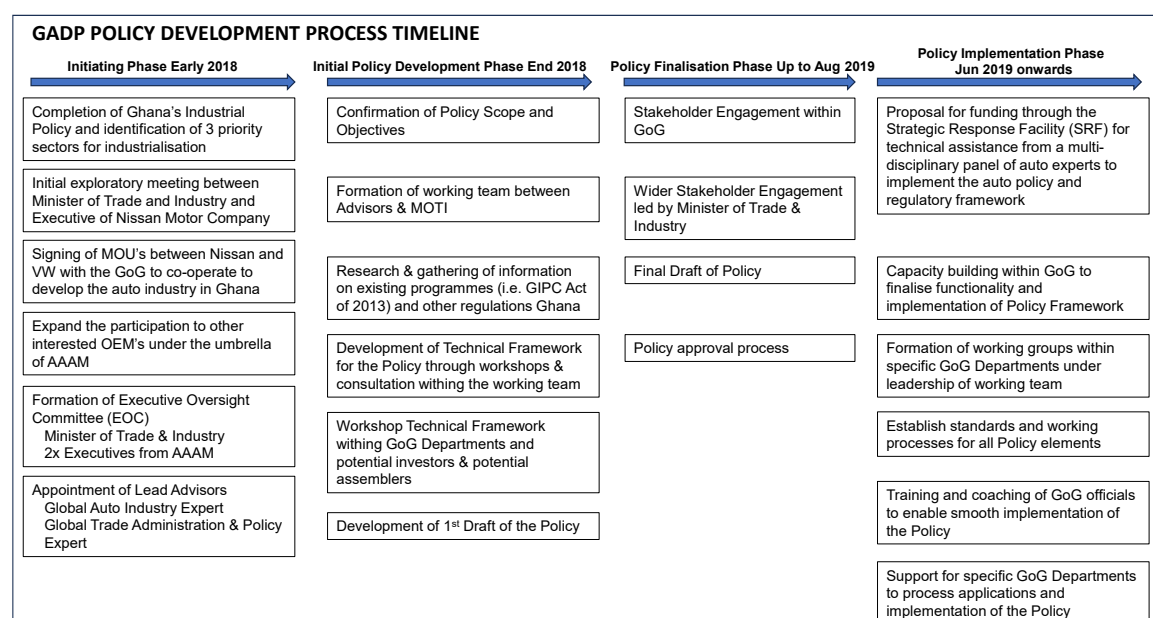 GADP POLICY DEVELOPMENT PROCESS TIMELINE
Initiating Phase Early 2018
Completion of Ghana's Industrial
Policy and identification of 3 priority
sectors for industrialisation
Initial exploratory meeting between
Minister of Trade and Industry and
Executive of Nissan Motor Company
Signing of MOU's between Nissan and
VW with the GoG to co-operate to
develop the auto industry in Ghana
Expand the participation to other
interested OEM's under the umbrella
of AAAM
Formation of Executive Oversight
Committee (EOC)
Minister of Trade & Industry
2x Executives from AAAM
Appointment of Lead Advisors
Global Auto Industry Expert
Global Trade Administration & Policy
Expert
Initial Policy Development Phase End 2018
Confirmation of Policy Scope and
Objectives
Formation of working team between
Advisors & MOTI
Research & gathering of information
on existing programmes (i.e. GIPC Act
of 2013) and other regulations Ghana
Development of Technical Framework
for the Policy through workshops &
consultation withing the working team
Workshop Technical Framework
withing GoG Departments and
potential investors & potential
assemblers
Development of 1st Draft of the Policy
Policy Finalisation Phase Up to Aug 2019
Stakeholder Engagement within
GoG
Wider Stakeholder Engagement
led by Minister of Trade &
Industry
Final Draft of Policy
Policy approval process
Policy Implementation Phase
Jun 2019 onwards
Proposal for funding through the
Strategic Response Facility (SRF) for
technical assistance from a multi-
disciplinary panel of auto experts to
implement the auto policy and
regulatory framework
Capacity building within GoG to
finalise functionality and
implementation of Policy Framework
Formation of working groups within
specific GoG Departments under
leadership of working team
Establish standards and working
processes for all Policy elements
Training and coaching of GoG officials
to enable smooth implementation of
the Policy
Support for specific GoG Departments
to process applications and
implementation of the Policy